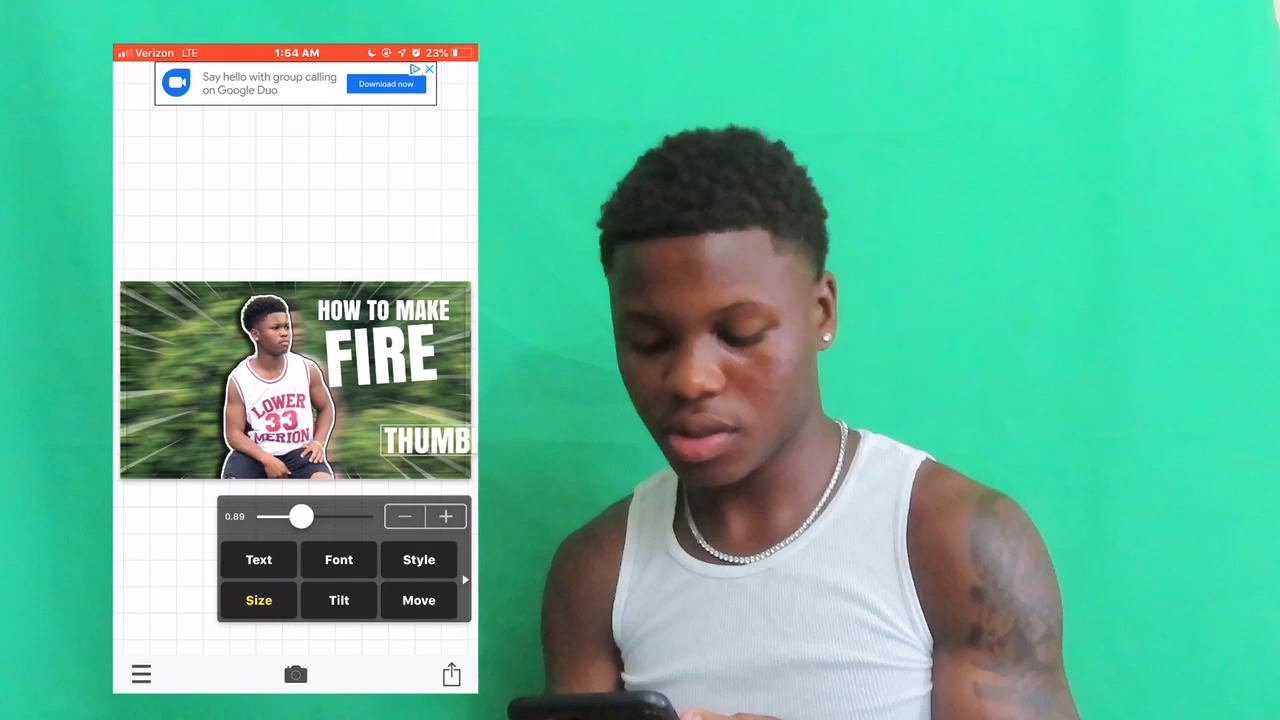 Verizon LTE 1:54 AM 23%
Say hello with group calling
on Google Duo
Download now
HOW TO MAKE
FIRE
THUMB
LOWER
33
MERION
0.89
Text Font Style
Size Tilt Move